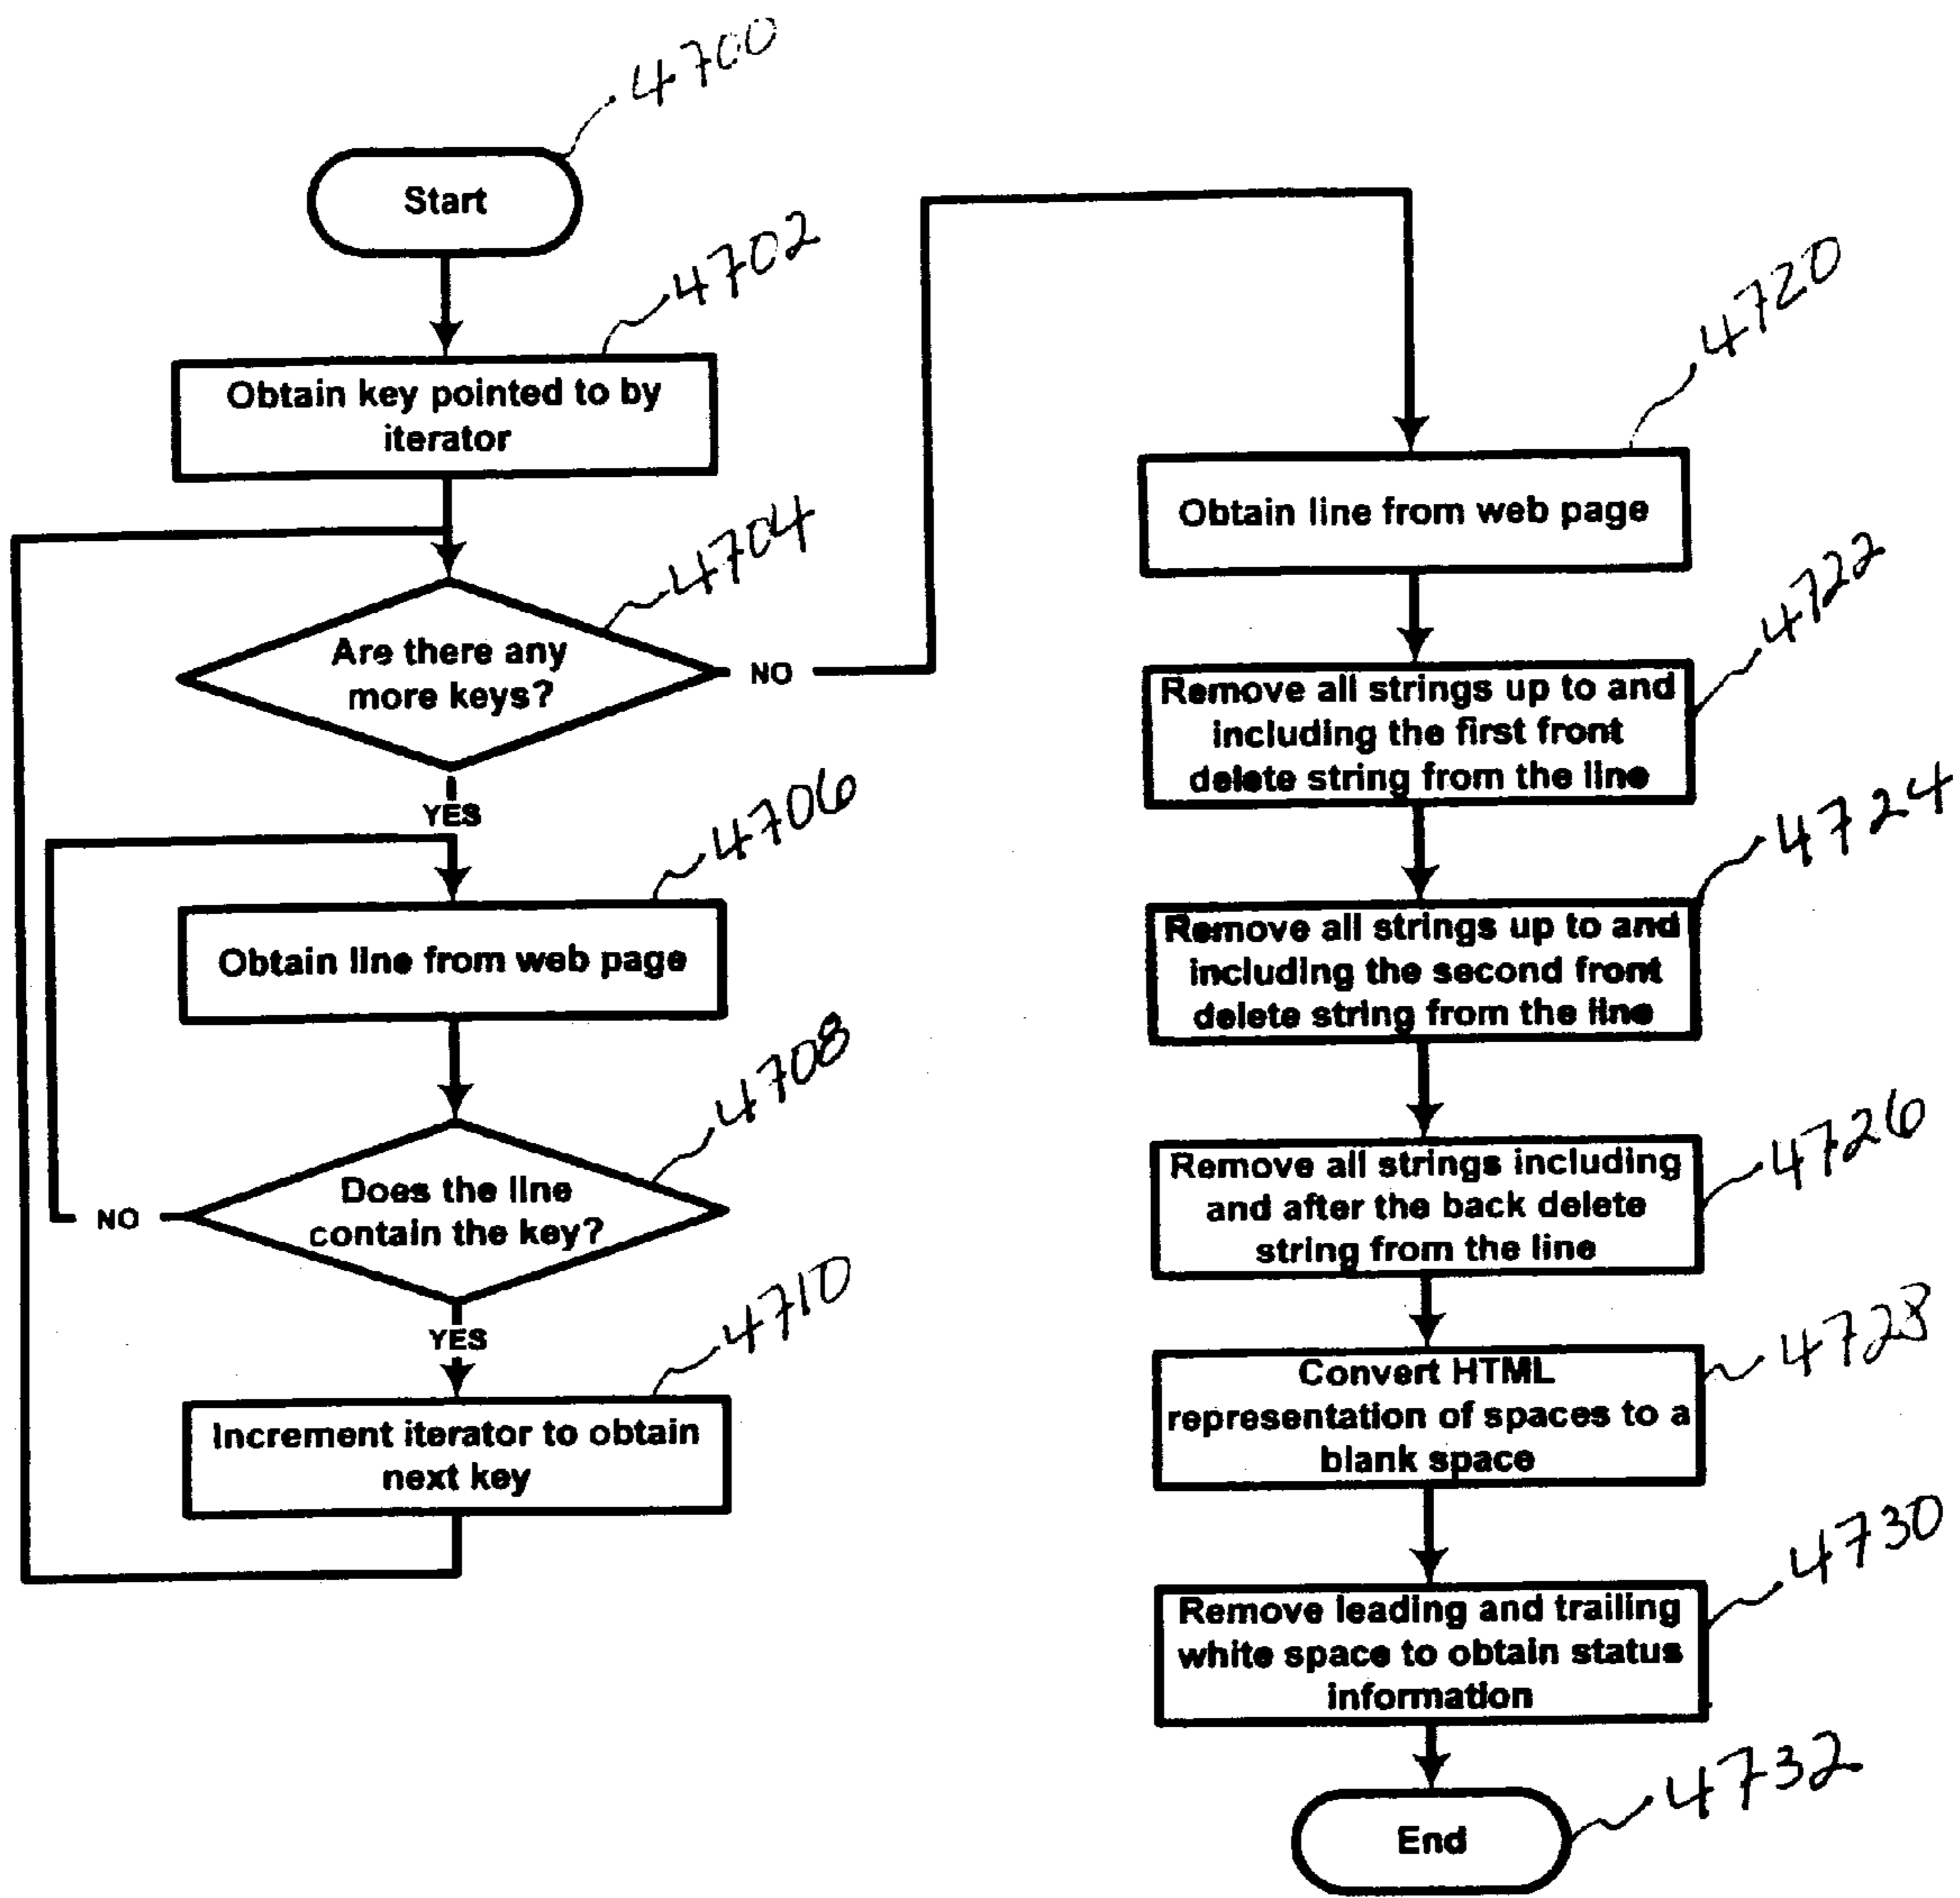 4700
Start
4702
Obtain key pointed to by
iterator
4704
Are there any
more keys?
NO
YES
4706
Obtain line from web page
4708
Does the line
contain the key?
NO
YES
4710
Increment iterator to obtain
next key
4720
Obtain line from web page
4722
Remove all strings up to and
including the first front
delete string from the line
4724
Remove all strings up to and
including the second front
delete string from the line
4726
Remove all strings including
and after the back delete
string from the line
4728
Convert HTML
representation of spaces to a
blank space
4730
Remove leading and trailing
white space to obtain status
information
4732
End